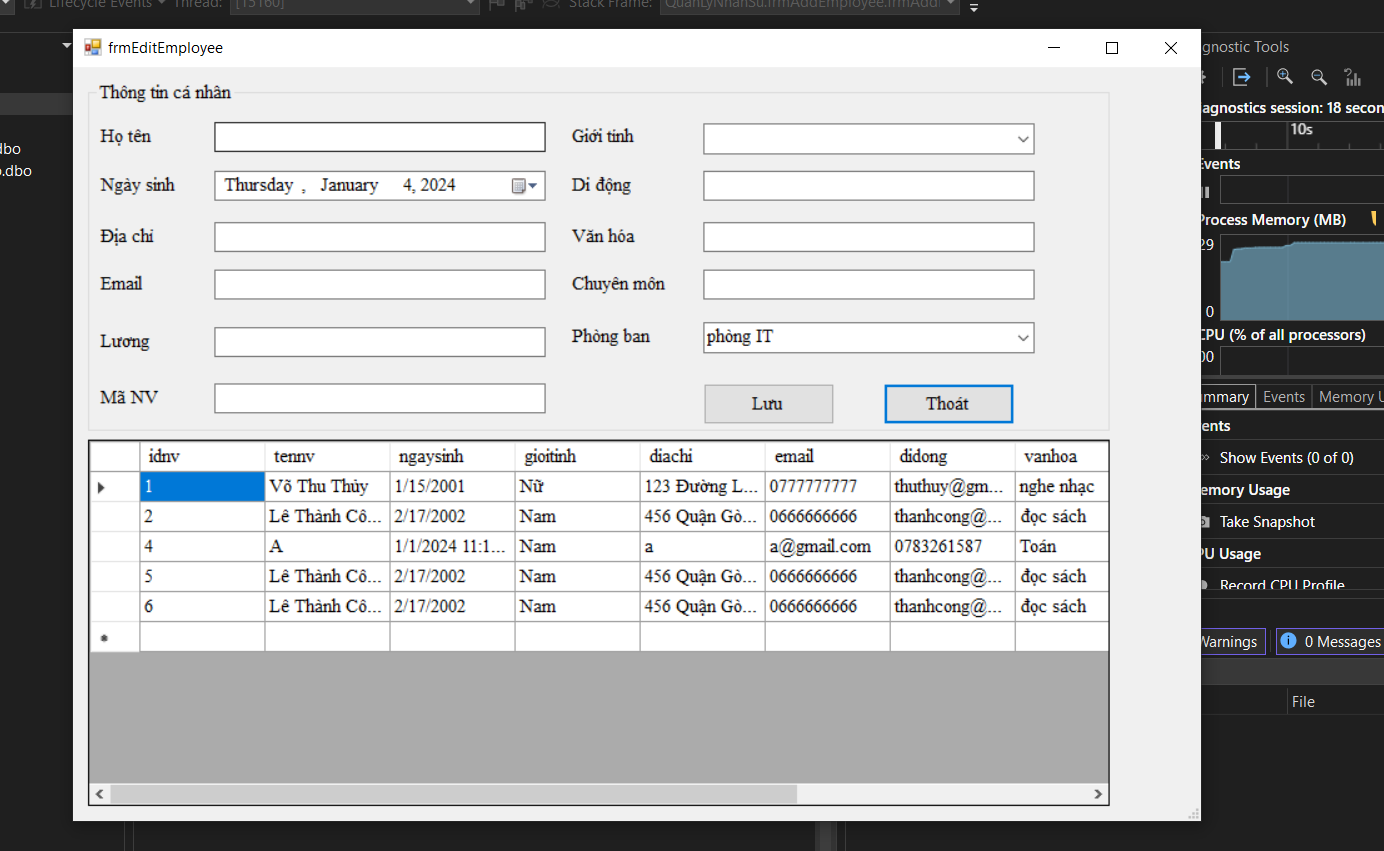 Lifecycle Events Thread: [15160] Stack Frame: QuanLyNhanSu.frmAddEmployee.frmAdd
frmEditEmployee
Thông tin cá nhân
Họ tên
Giới tính
Ngày sinh
Thursday , January 4, 2024
Di động
Địa chỉ
Văn hóa
Email
Chuyên môn
Lương
Phòng ban
phòng IT
Mã NV
Lưu
Thoát
idnv tennv ngaysinh gioitinh diachi email didong vanhoa
1 Võ Thu Thủy 1/15/2001 Nữ 123 Đường L... 0777777777 thuthuy@gm... nghe nhạc
2 Lê Thành Cô... 2/17/2002 Nam 456 Quận Gò... 0666666666 thanhcong@... đọc sách
4 A 1/1/2024 11:1... Nam a a@gmail.com 0783261587 Toán
5 Lê Thành Cô... 2/17/2002 Nam 456 Quận Gò... 0666666666 thanhcong@... đọc sách
6 Lê Thành Cô... 2/17/2002 Nam 456 Quận Gò... 0666666666 thanhcong@... đọc sách
dbo
.dbo
gnostic Tools
agnostics session: 18 secon
10s
Events
Process Memory (MB)
29
0
CPU (% of all processors)
00
mmary Events Memory U
ents
Show Events (0 of 0)
emory Usage
Take Snapshot
PU Usage
Record CPU Profile
Warnings
0 Messages
File